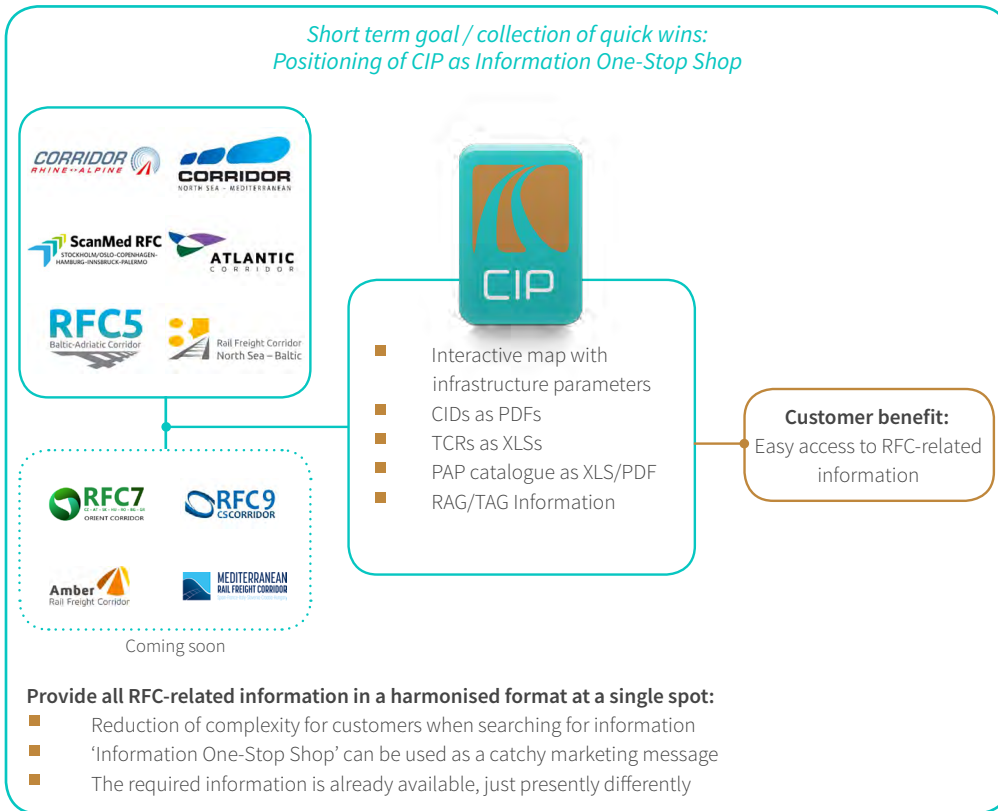 Short term goal / collection of quick wins:
Positioning of CIP as Information One-Stop Shop
CORRIDOR
RHINE↔ALPINE
CORRIDOR
NORTH SEA – MEDITERRANEAN
ScanMed RFC
STOCKHOLM/OSLO-COPENHAGEN-
HAMBURG-INNSBRUCK-PALERMO
ATLANTIC
CORRIDOR
RFC5
Baltic-Adriatic Corridor
Rail Freight Corridor
North Sea – Baltic
CIP
Interactive map with
infrastructure parameters
CIDs as PDFs
TCRs as XLSs
PAP catalogue as XLS/PDF
RAG/TAG Information
Customer benefit:
Easy access to RFC-related
information
RFC7
ORIENT CORRIDOR
RFC9
CSCORRIDOR
Amber
Rail Freight Corridor
MEDITERRANEAN
RAIL FREIGHT CORRIDOR
Coming soon
Provide all RFC-related information in a harmonised format at a single spot:
Reduction of complexity for customers when searching for information
‘Information One-Stop Shop’ can be used as a catchy marketing message
The required information is already available, just presently differently